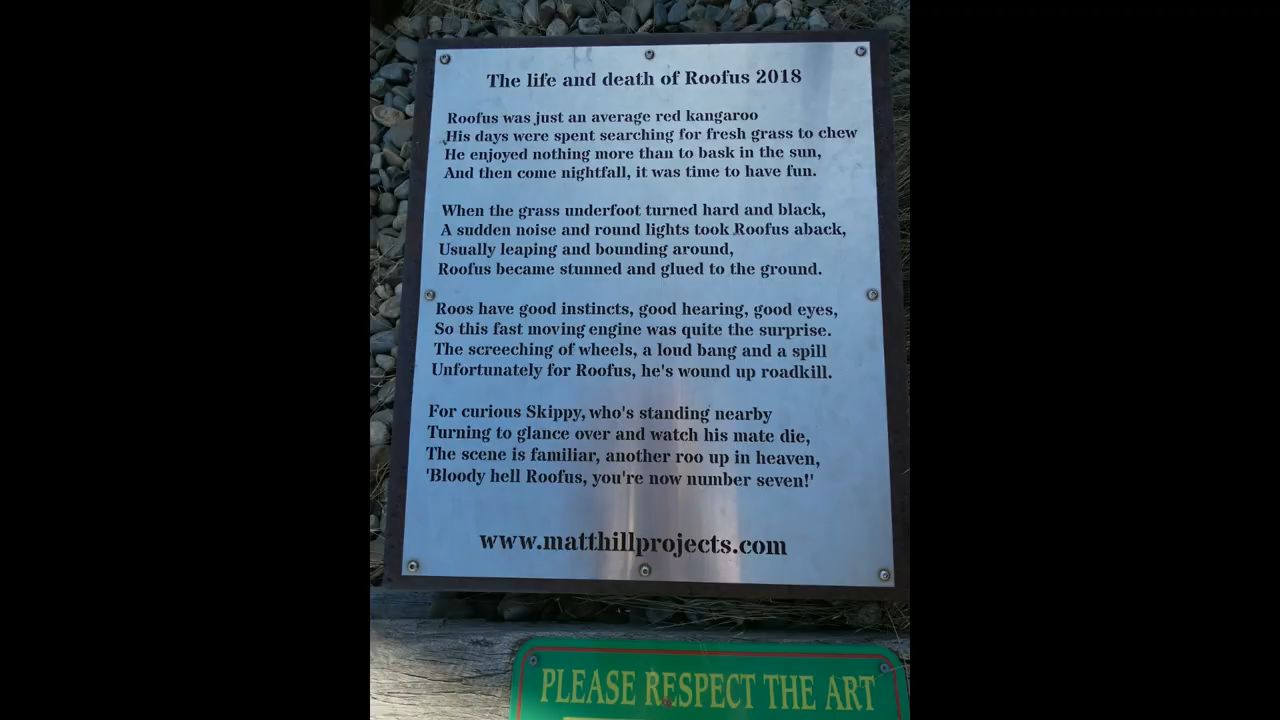 The life and death of Roofus 2018
Roofus was just an average red kangaroo
His days were spent searching for fresh grass to chew
He enjoyed nothing more than to bask in the sun,
And then come nightfall, it was time to have fun.
When the grass underfoot turned hard and black,
A sudden noise and round lights took Roofus aback,
Usually leaping and bounding around,
Roofus became stunned and glued to the ground.
Roos have good instincts, good hearing, good eyes,
So this fast moving engine was quite the surprise.
The screeching of wheels, a loud bang and a spill
Unfortunately for Roofus, he's wound up roadkill.
For curious Skippy, who's standing nearby
Turning to glance over and watch his mate die,
The scene is familiar, another roo up in heaven,
'Bloody hell Roofus, you're now number seven!'
www.matthillprojects.com
PLEASE RESPECT THE ART